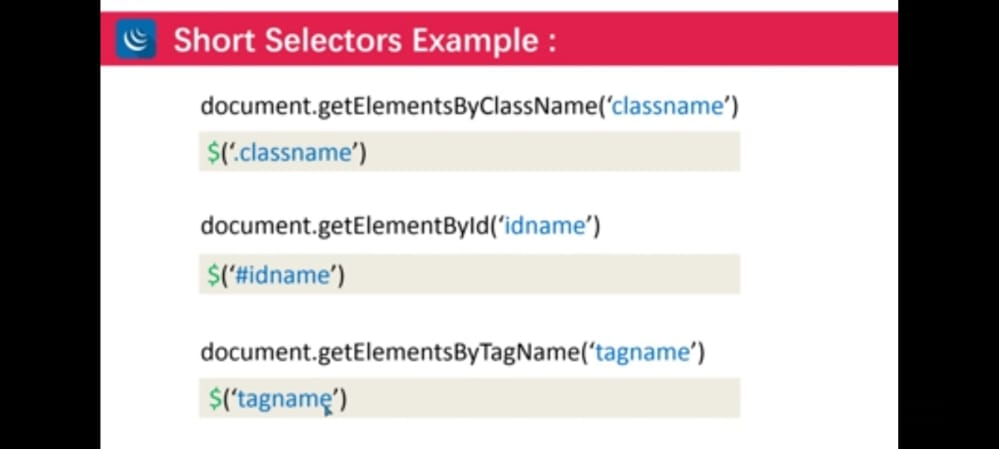 Short Selectors Example :
document.getElementsByClassName(‘classname’)
$(‘.classname’)
document.getElementById(‘idname’)
$(‘#idname’)
document.getElementsByTagName(‘tagname’)
$(‘tagname’)